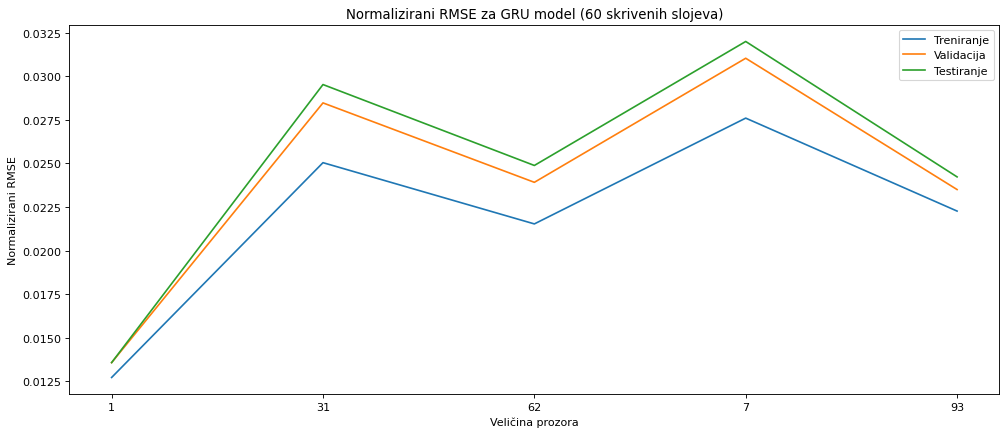 Normalizirani RMSE za GRU model (60 skrivenih slojeva)
Treniranje
Validacija
Testiranje
Normalizirani RMSE
0.0325
0.0300
0.0275
0.0250
0.0225
0.0200
0.0175
0.0150
0.0125
1 31 62 7 93
Veličina prozora